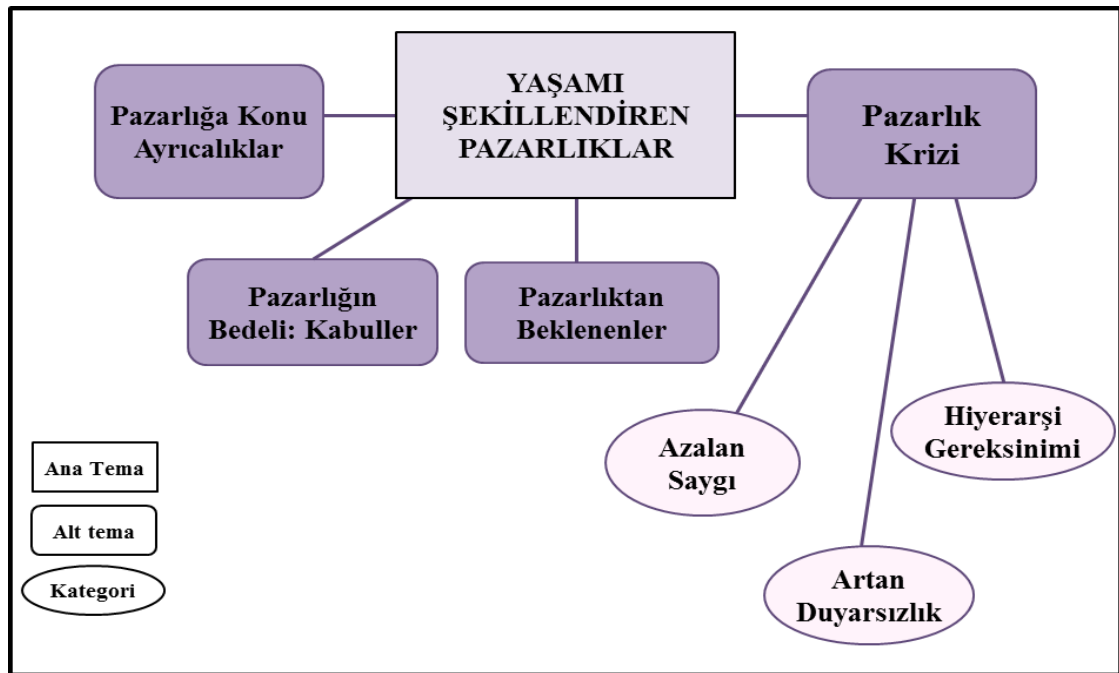 YAŞAMI
ŞEKİLLENDİREN
PAZARLIKLAR
Pazarlığa Konu
Ayrıcalıklar
Pazarlık
Krizi
Pazarlığın
Bedeli: Kabuller
Pazarlıktan
Beklenenler
Azalan
Saygı
Hiyerarşi
Gereksinimi
Artan
Duyarsızlık
Ana Tema
Alt tema
Kategori